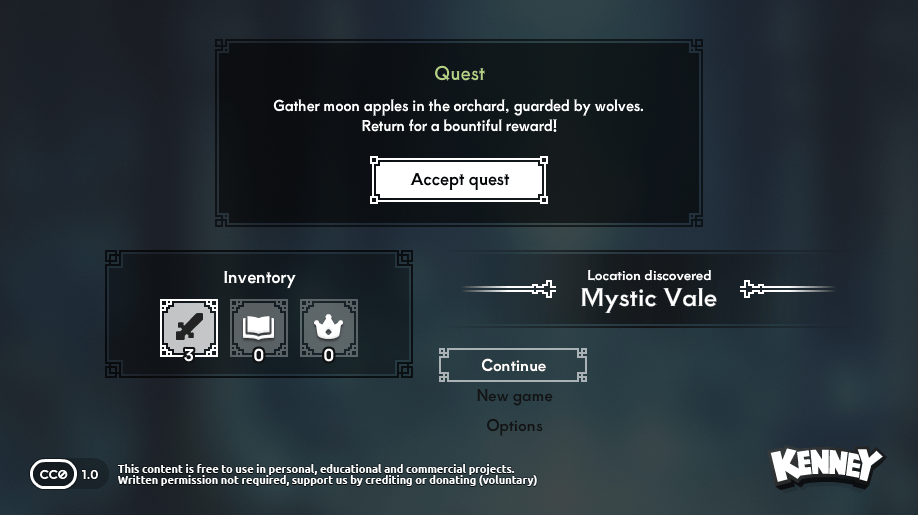 Quest
Gather moon apples in the orchard, guarded by wolves.
Return for a bountiful reward!
Accept quest
Inventory
3
0
0
Location discovered
Mystic Vale
Continue
New game
Options
CC0 1.0
This content is free to use in personal, educational and commercial projects.
Written permission not required, support us by crediting or donating (voluntary)
KENNEY